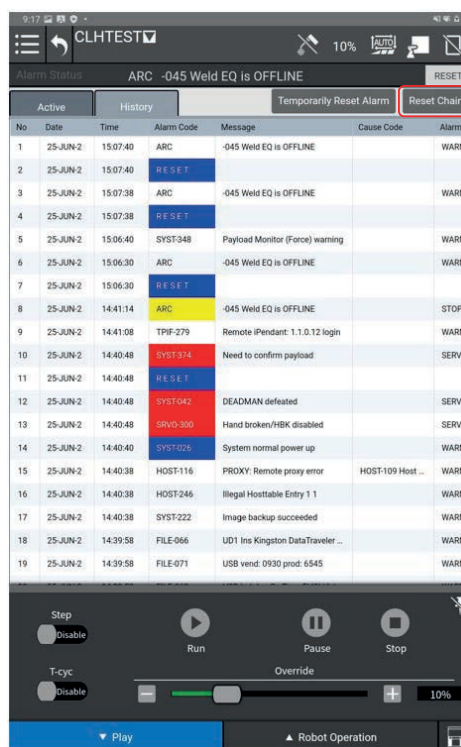 9:17
CLHTEST
10%
AUTO
Alarm Status ARC -045 Weld EQ is OFFLINE RESET
Active History Temporarily Reset Alarm Reset Chain
No Date Time Alarm Code Message Cause Code Alarm
1 25-JUN-2 15:07:40 ARC -045 Weld EQ is OFFLINE WARN
2 25-JUN-2 15:07:40 RESET
3 25-JUN-2 15:07:38 ARC -045 Weld EQ is OFFLINE WARN
4 25-JUN-2 15:07:38 RESET
5 25-JUN-2 15:06:40 SYST-348 Payload Monitor (Force) warning WARN
6 25-JUN-2 15:06:30 ARC -045 Weld EQ is OFFLINE WARN
7 25-JUN-2 15:06:30 RESET
8 25-JUN-2 14:41:14 ARC -045 Weld EQ is OFFLINE STOP
9 25-JUN-2 14:41:08 TPIF-279 Remote iPendant: 1.1.0.12 login WARN
10 25-JUN-2 14:40:48 SYST-374 Need to confirm payload SERV
11 25-JUN-2 14:40:48 RESET
12 25-JUN-2 14:40:48 SYST-042 DEADMAN defeated SERV
13 25-JUN-2 14:40:48 SRVO-300 Hand broken/HBK disabled SERV
14 25-JUN-2 14:40:40 SYST-026 System normal power up WARN
15 25-JUN-2 14:40:38 HOST-116 PROXY: Remote proxy error HOST-109 Host ... WARN
16 25-JUN-2 14:40:38 HOST-246 Illegal Hosttable Entry 1 1 WARN
17 25-JUN-2 14:40:38 SYST-222 Image backup succeeded WARN
18 25-JUN-2 14:39:58 FILE-066 UD1 Ins Kingston DataTraveler ... WARN
19 25-JUN-2 14:39:58 FILE-071 USB vend: 0930 prod: 6545 WARN
Step
Disable
Run Pause Stop
T-cyc Override
Disable
10%
▼ Play ▲ Robot Operation